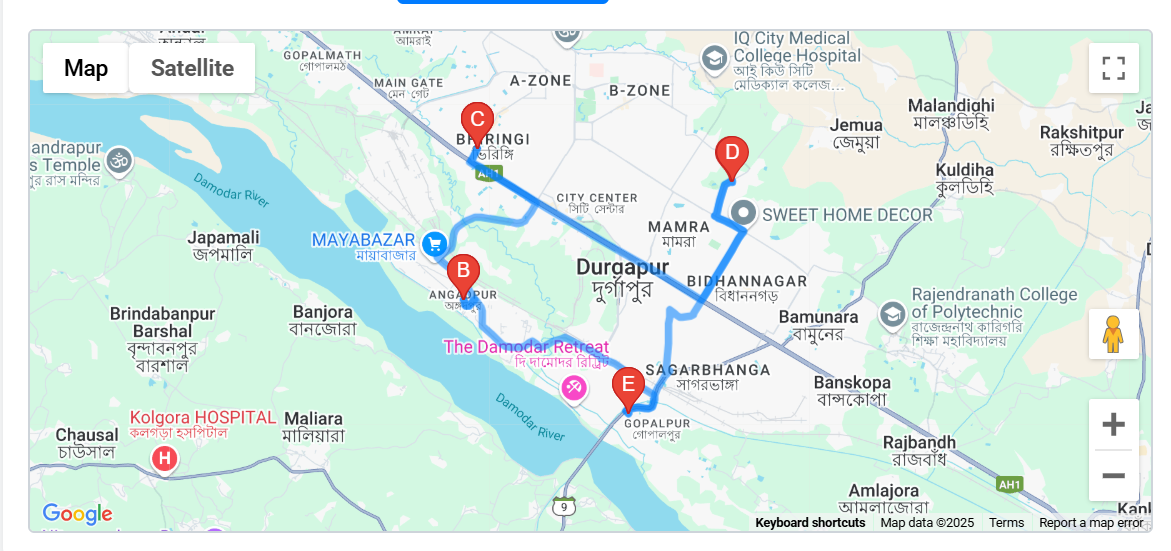 Map
Satellite
GOPALMATH
গোপালমঠ
আমরাই
MAIN GATE
মেন গেট
A-ZONE
B-ZONE
IQ City Medical
College Hospital
আই কিউ সিটি
মেডিক্যাল কলেজ...
Malandighi
মালঞ্চডিহি
Jemua
জেমুয়া
Rakshitpur
রক্ষিতপুর
Kuldiha
কুলডিহি
C
ভিরিঙ্গি
AH1
D
andrapur
s Temple
পুর রাস মন্দির
Damodar River
CITY CENTER
সিটি সেন্টার
SWEET HOME DECOR
MAMRA
মামরা
Japamali
জপমালি
MAYABAZAR
মায়াবাজার
B
Durgapur
দুর্গাপুর
BIDHANNAGAR
বিধাননগড়
Rajendranath College
of Polytechnic
রাজেন্দ্রনাথ কারিগরি
শিক্ষা মহাবিদ্যালয়
Bamunara
বামুনের
Brindabanpur
Barshal
বৃন্দাবনপুর
বারশাল
Banjora
বানজোরা
The Damodar Retreat
দি দামোদর রিট্রিট
E
SAGARBHANGA
সাগরভাঙ্গা
Banskopa
বান্সকোপা
Damodar River
GOPALPUR
গোপালপুর
Kolgora HOSPITAL
কলগড়া হসপিটাল
H
Maliara
মালিয়ারা
Chausal
চাউসাল
Rajbandh
রাজবাঁধ
AH1
Amlajora
আমলাজোরা
9
Google
Keyboard shortcuts
Map data ©2025
Terms
Report a map error